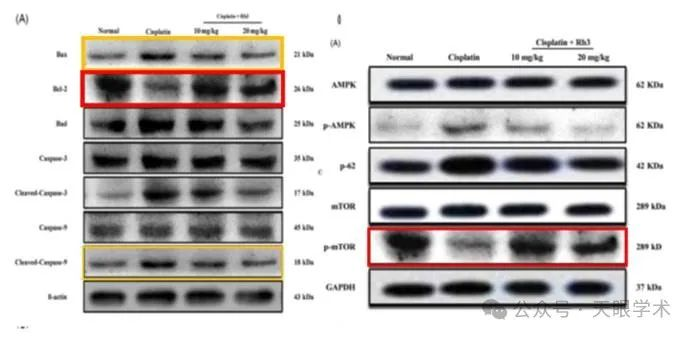 (A)
Cisplatin + Rh3
Normal Cisplatin 10 mg/kg 20 mg/kg
Bax 21 kDa
Bcl-2 26 kDa
Bad 25 kDa
Caspase-3 35 kDa
Cleaved-Caspase-3 17 kDa
Caspase-9 45 kDa
Cleaved-Caspase-9 18 kDa
β-actin 43 kDa
(A)
Cisplatin + Rh3
Normal Cisplatin 10 mg/kg 20 mg/kg
AMPK 62 KDa
p-AMPK 62 KDa
p-62 42 KDa
C
mTOR 289 kDa
p-mTOR 289 kD
GAPDH 37 kDa
公众号 · 天眼学术